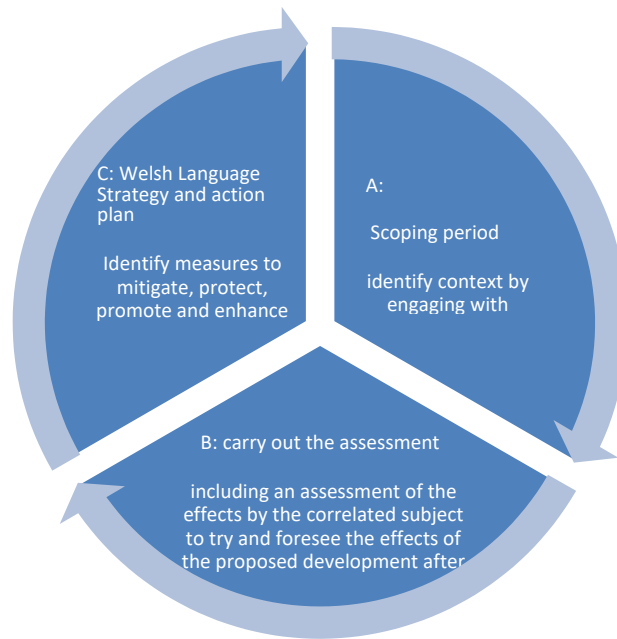 A:
Scoping period
identify context by
engaging with
B: carry out the assessment
including an assessment of the
effects by the correlated subject
to try and foresee the effects of
the proposed development after
C: Welsh Language
Strategy and action
plan
Identify measures to
mitigate, protect,
promote and enhance